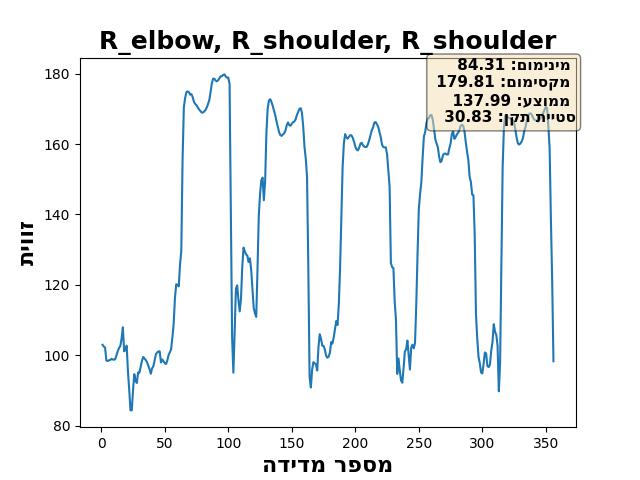 R_elbow, R_shoulder, R_shoulder
מינימום: 84.31
מקסימום: 179.81
ממוצע: 137.99
סטיית תקן: 30.83
180
160
140
120
100
80
0 50 100 150 200 250 300 350
זווית
מספר מדידה